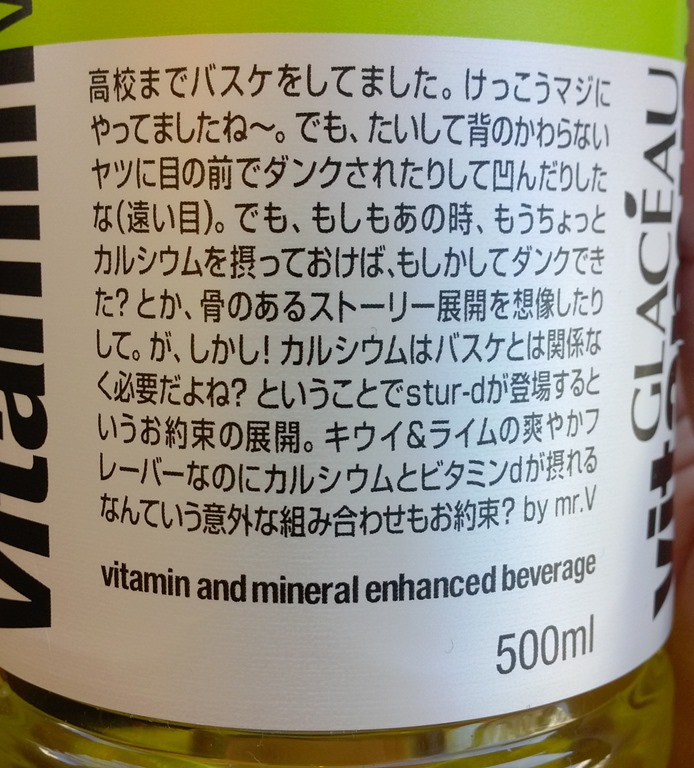 高校までバスケをしてました。けっこうマジに
やってましたね〜。でも、たいして背のかわらない
ヤツに目の前でダンクされたりして凹んだりした
な(遠い目)。でも、もしもあの時、もうちょっと
カルシウムを摂っておけば、もしかしてダンクでき
た?とか、骨のあるストーリー展開を想像したり
して。が、しかし!カルシウムはバスケとは関係な
く必要だよね?ということでstur-dが登場すると
いうお約束の展開。キウイ&ライムの爽やかフ
レーバーなのにカルシウムとビタミンdが摂れる
なんていう意外な組み合わせもお約束? by mr.V
vitamin and mineral enhanced beverage
500ml
GLACÉAU